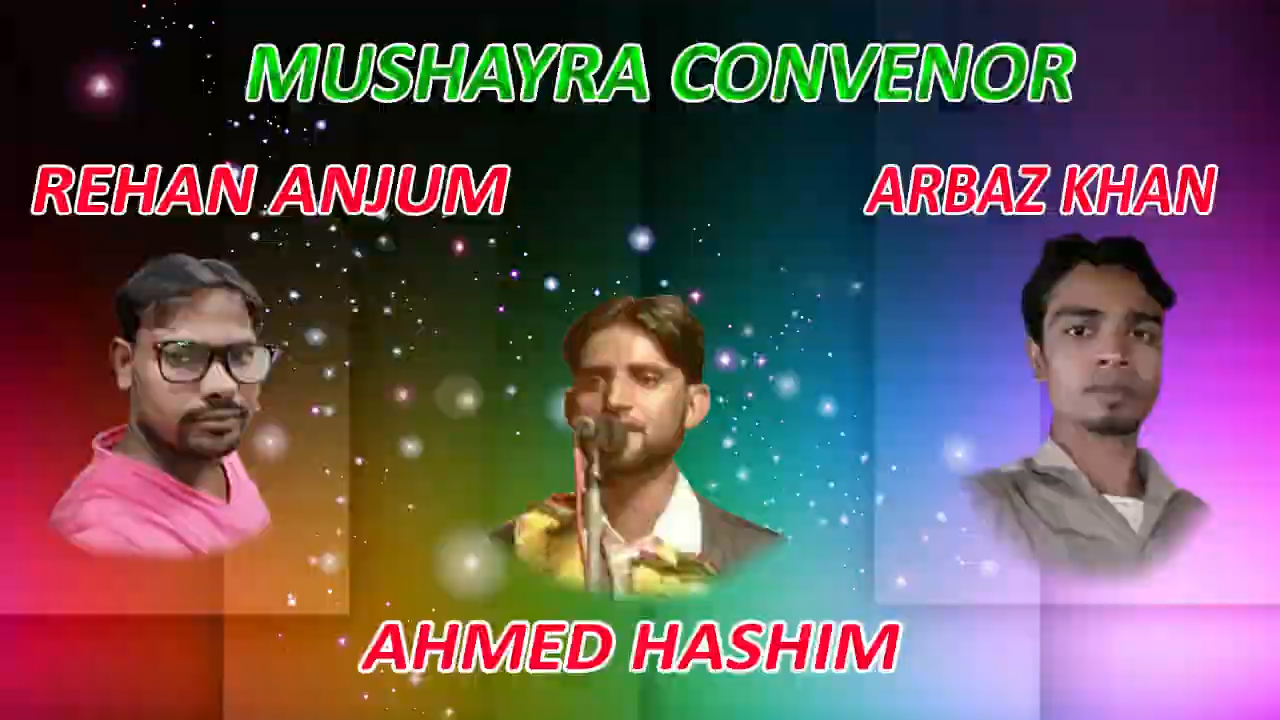 MUSHAYRA CONVENOR
REHAN ANJUM
ARBAZ KHAN
AHMED HASHIM